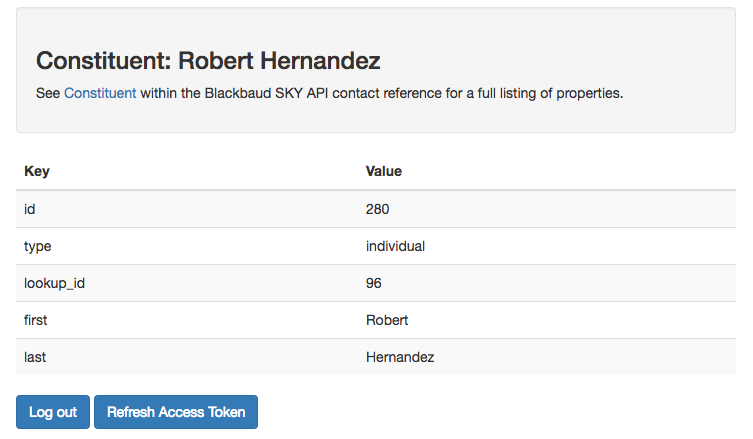 Constituent: Robert Hernandez
See Constituent within the Blackbaud SKY API contact reference for a full listing of properties.
Key Value
id 280
type individual
lookup_id 96
first Robert
last Hernandez
Log out Refresh Access Token